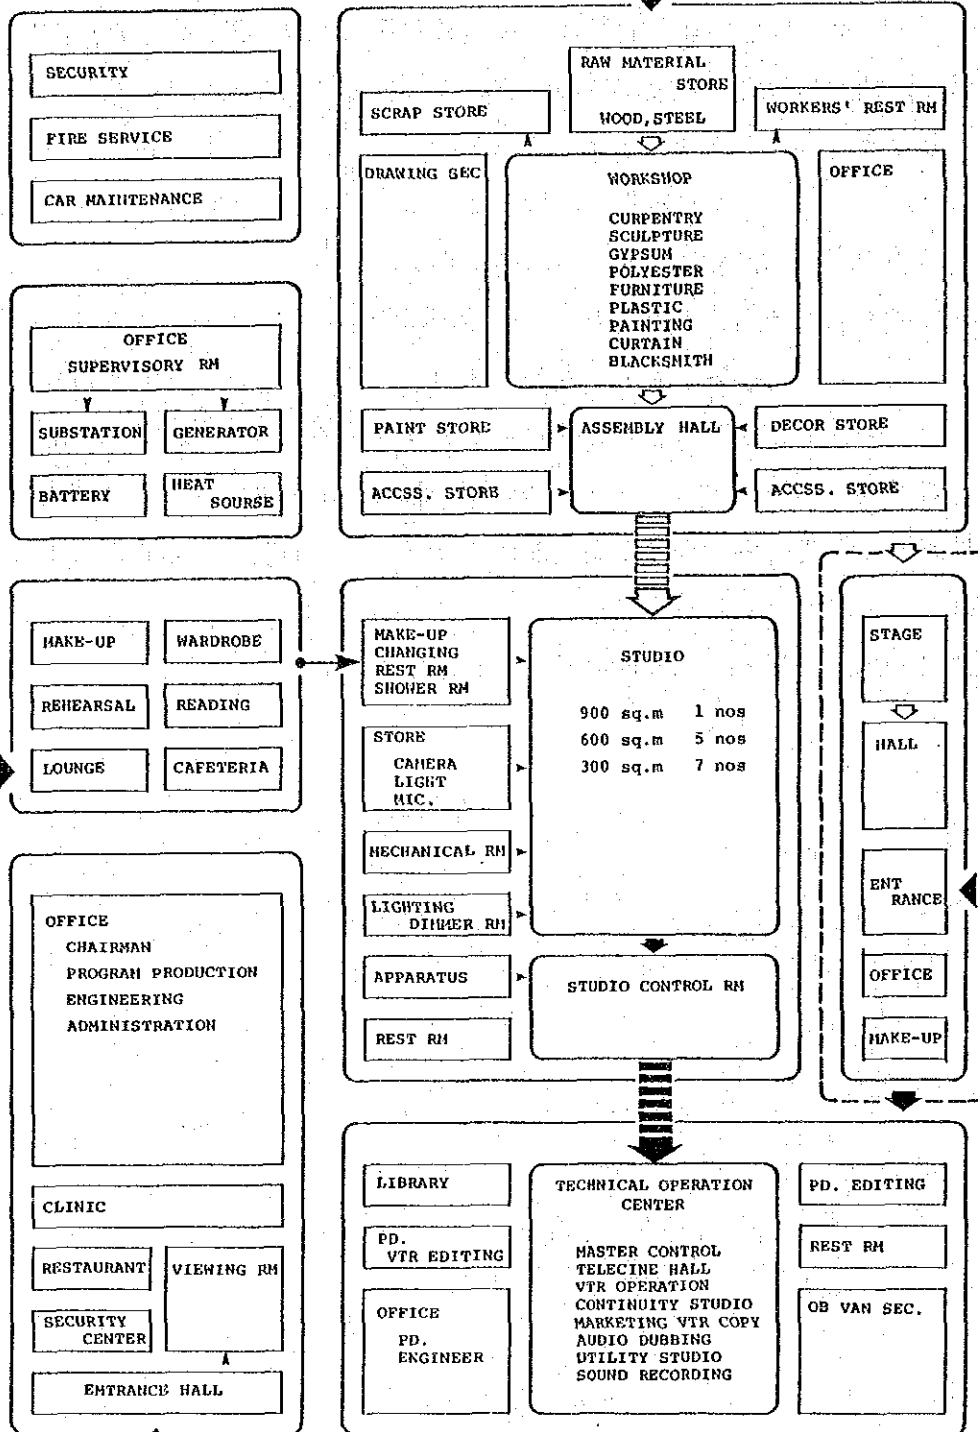 SECURITY
FIRE SERVICE
CAR MAINTENANCE
OFFICE
SUPERVISORY RM
SUBSTATION
GENERATOR
BATTERY
HEAT
SOURSE
MAKE-UP
WARDROBE
REHEARSAL
READING
LOUNGE
CAFETERIA
OFFICE
CHAIRMAN
PROGRAM PRODUCTION
ENGINEERING
ADMINISTRATION
CLINIC
RESTAURANT
VIEWING RM
SECURITY
CENTER
ENTRANCE HALL
RAW MATERIAL
STORE
WOOD, STEEL
SCRAP STORE
WORKERS' REST RM
DRAWING SEC
WORKSHOP
CURPENTRY
SCULPTURE
GYPSUM
POLYESTER
FURNITURE
PLASTIC
PAINTING
CURTAIN
BLACKSMITH
OFFICE
PAINT STORE
ASSEMBLY HALL
DECOR STORE
ACCSS. STORE
ACCSS. STORE
MAKE-UP
CHANGING
REST RM
SHOWER RM
STORE
CAMERA
LIGHT
MIC.
MECHANICAL RM
LIGHTING
DIMMER RM
APPARATUS
REST RM
STUDIO
900 sq.m 1 nos
600 sq.m 5 nos
300 sq.m 7 nos
STUDIO CONTROL RM
STAGE
HALL
ENT
RANCE
OFFICE
MAKE-UP
LIBRARY
PD.
VTR EDITING
OFFICE
PD.
ENGINEER
TECHNICAL OPERATION
CENTER
MASTER CONTROL
TELECINE HALL
VTR OPERATION
CONTINUITY STUDIO
MARKETING VTR COPY
AUDIO DUBBING
UTILITY STUDIO
SOUND RECORDING
PD. EDITING
REST RM
OB VAN SEC.